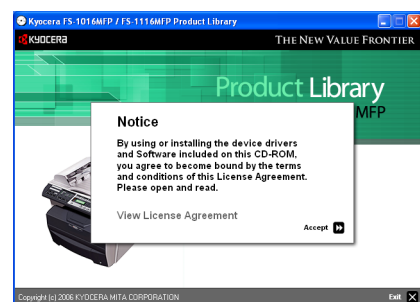 Kyocera FS-1016MFP / FS-1116MFP Product Library
KYOCERA
THE NEW VALUE FRONTIER
Product Library
MFP
Notice
By using or installing the device drivers
and Software included on this CD-ROM,
you agree to become bound by the terms
and conditions of this License Agreement.
Please open and read.
View License Agreement
Accept
Copyright (c) 2006 KYOCERA MITA CORPORATION
Exit